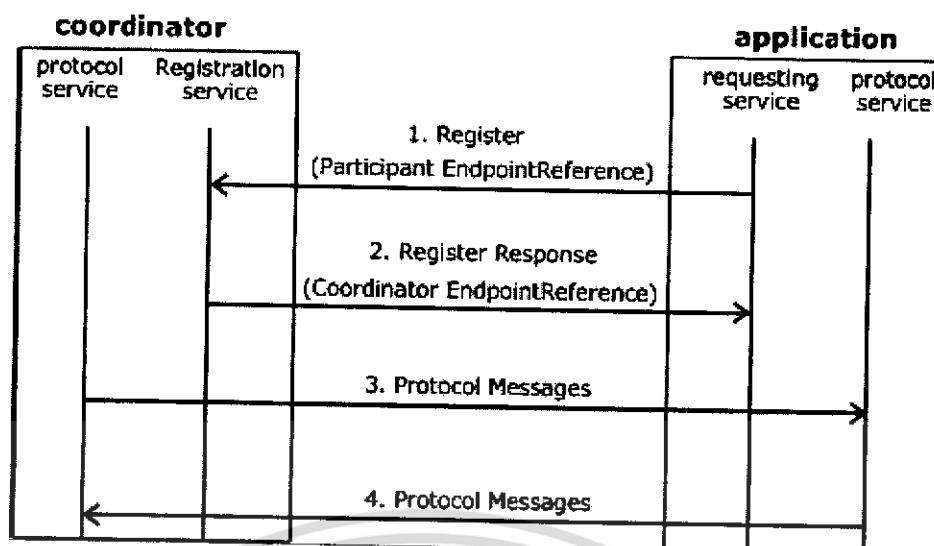 coordinator
application
protocol
service
Registration
service
requesting
service
protocol
service
1. Register
(Participant EndpointReference)
2. Register Response
(Coordinator EndpointReference)
3. Protocol Messages
4. Protocol Messages